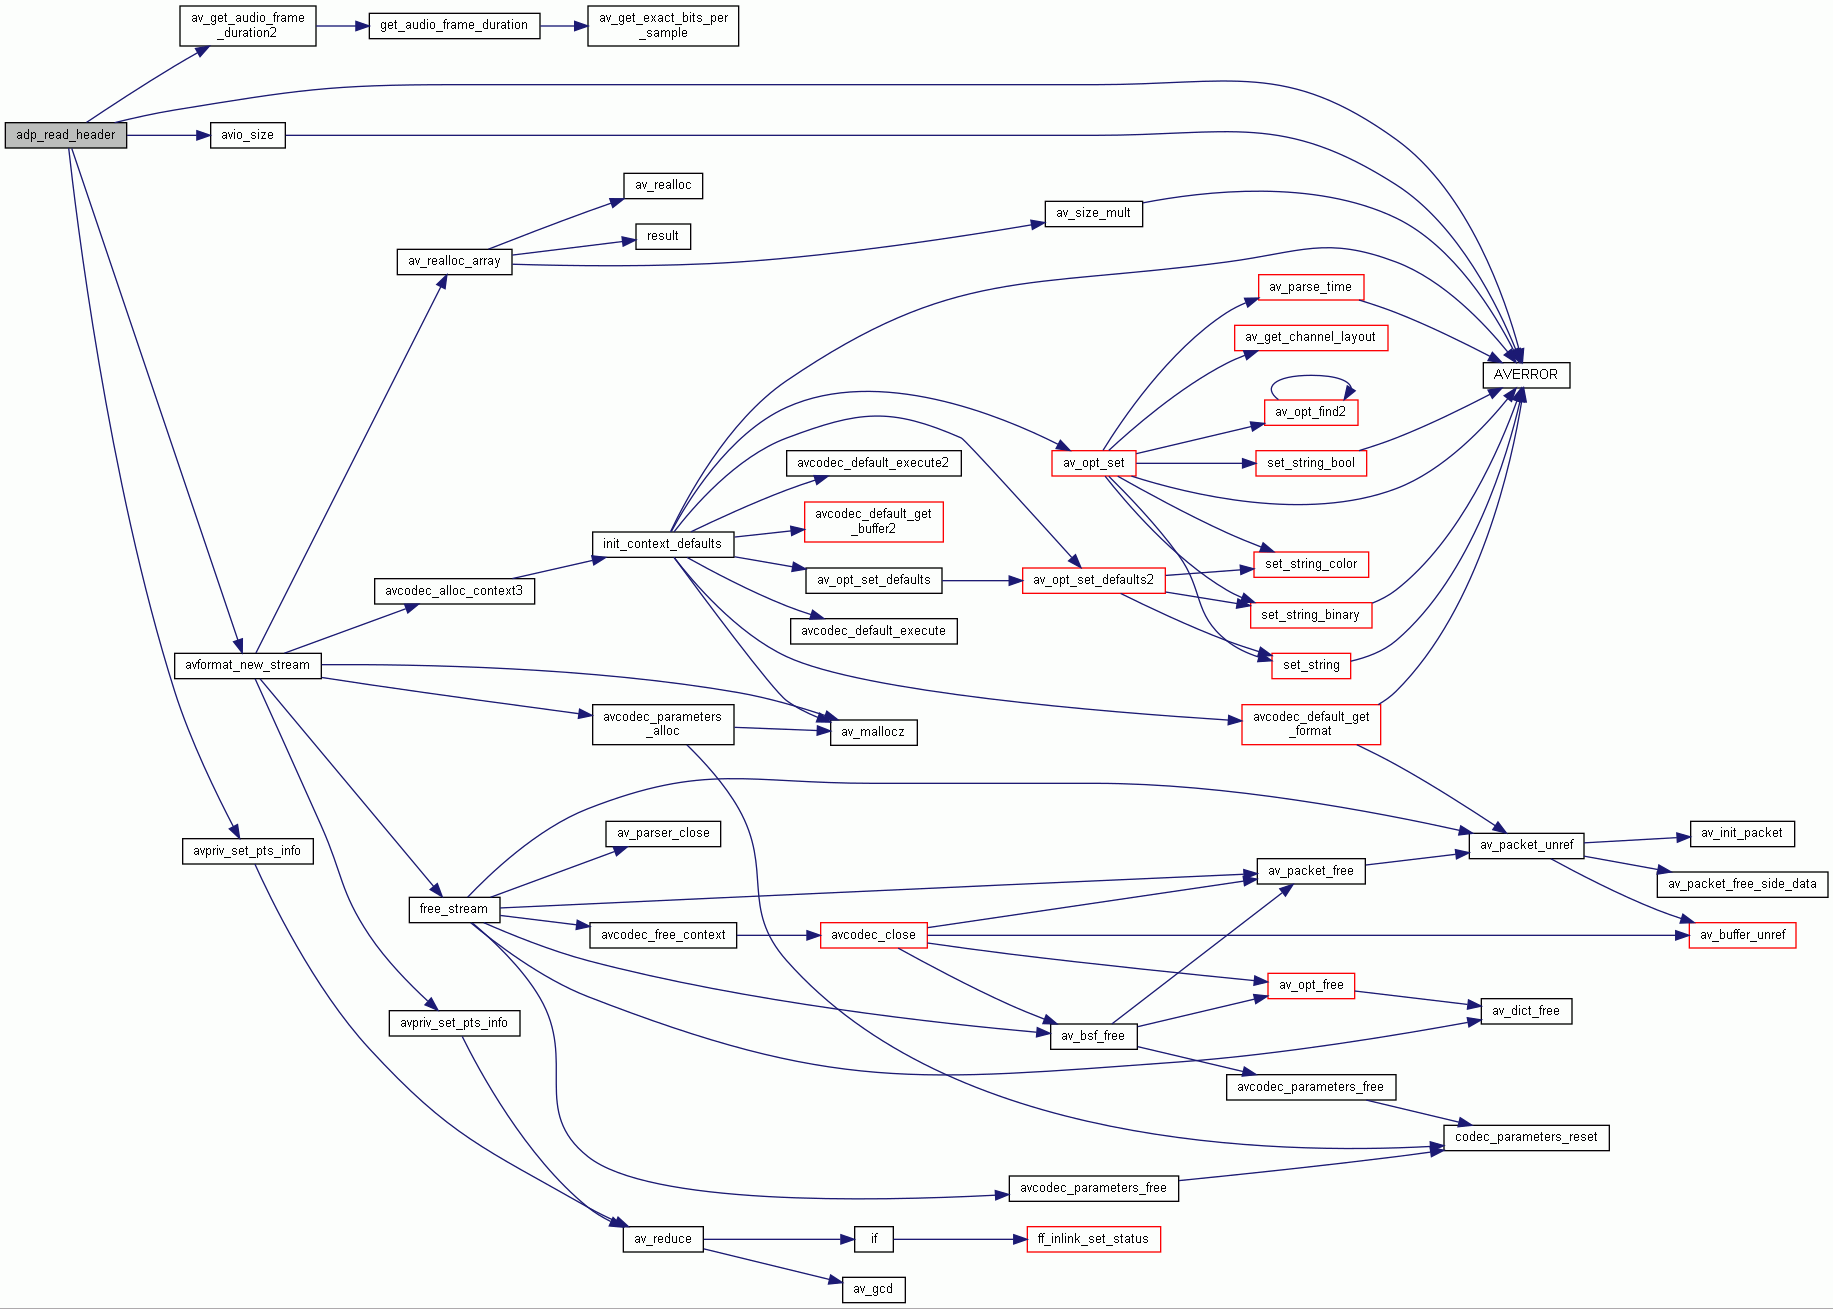 av_get_audio_frame
_duration2
get_audio_frame_duration
av_get_exact_bits_per
_sample
adp_read_header
avio_size
av_realloc
result
av_realloc_array
av_size_mult
av_parse_time
av_get_channel_layout
AVERROR
av_opt_find2
av_opt_set
set_string_bool
avcodec_default_execute2
avcodec_default_get
_buffer2
init_context_defaults
set_string_color
av_opt_set_defaults
av_opt_set_defaults2
avcodec_alloc_context3
set_string_binary
avcodec_default_execute
avformat_new_stream
set_string
avcodec_parameters
_alloc
av_mallocz
avcodec_default_get
_format
av_parser_close
av_init_packet
avpriv_set_pts_info
av_packet_unref
av_packet_free
av_packet_free_side_data
free_stream
avcodec_free_context
avcodec_close
av_buffer_unref
av_opt_free
av_dict_free
avpriv_set_pts_info
av_bsf_free
avcodec_parameters_free
codec_parameters_reset
avcodec_parameters_free
av_reduce
if
ff_inlink_set_status
av_gcd